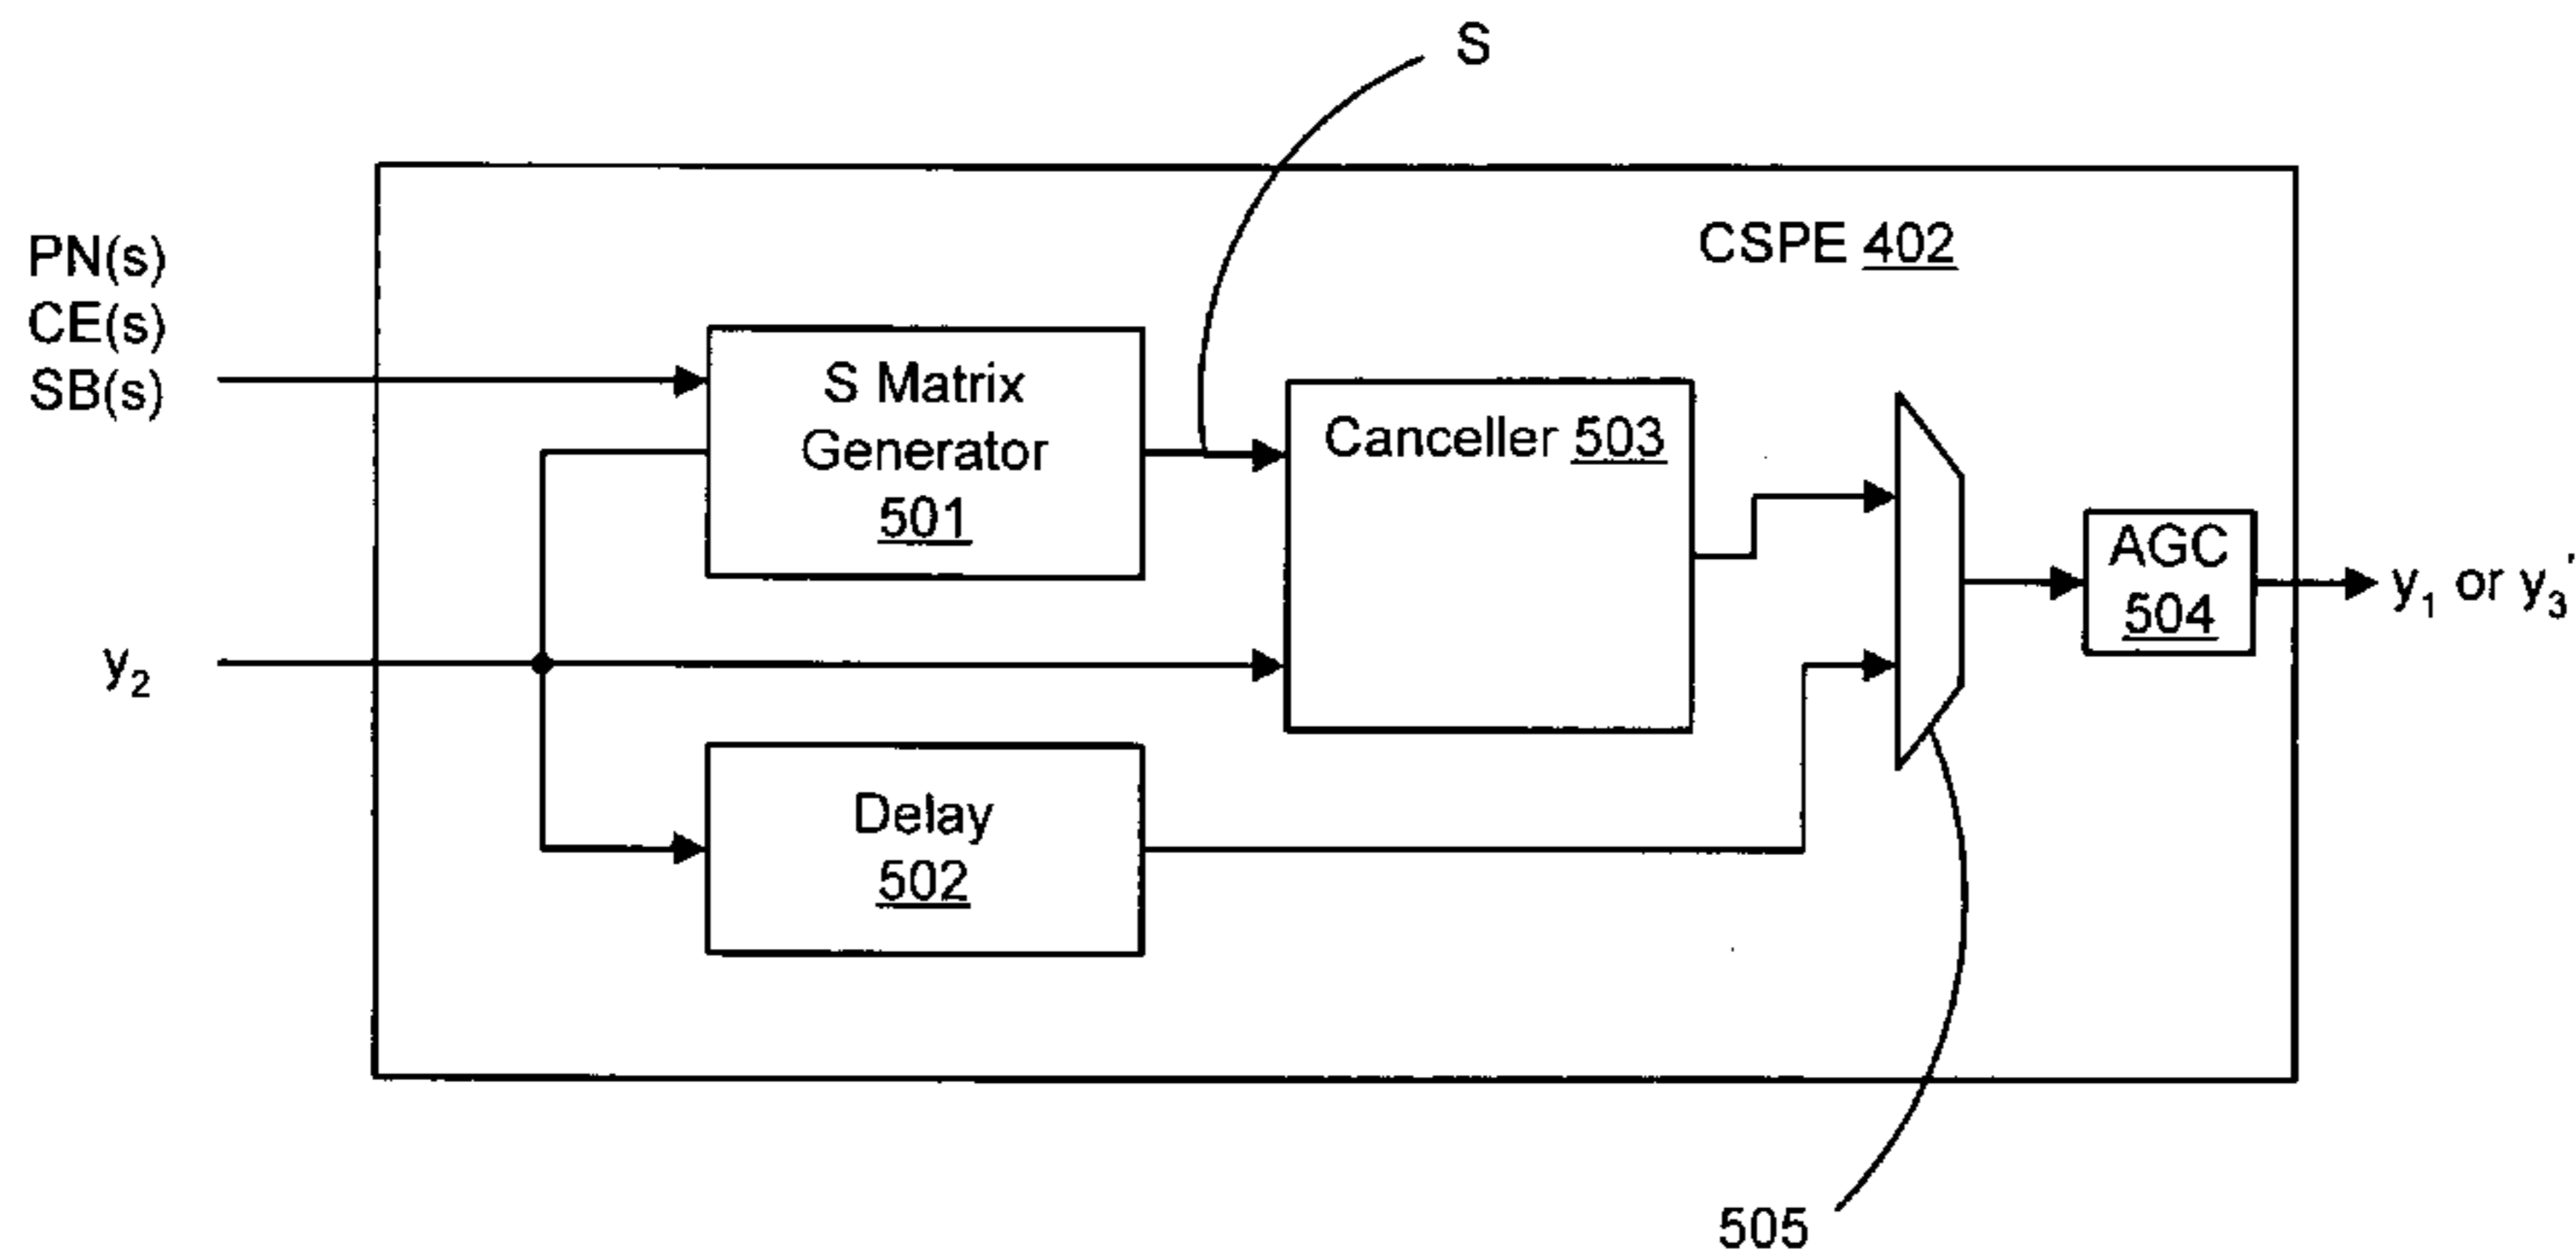 S
CSPE 402
PN(s)
CE(s)
SB(s)
S Matrix
Generator
501
Canceller 503
AGC
504
y₁ or y₃'
y₂
Delay
502
505